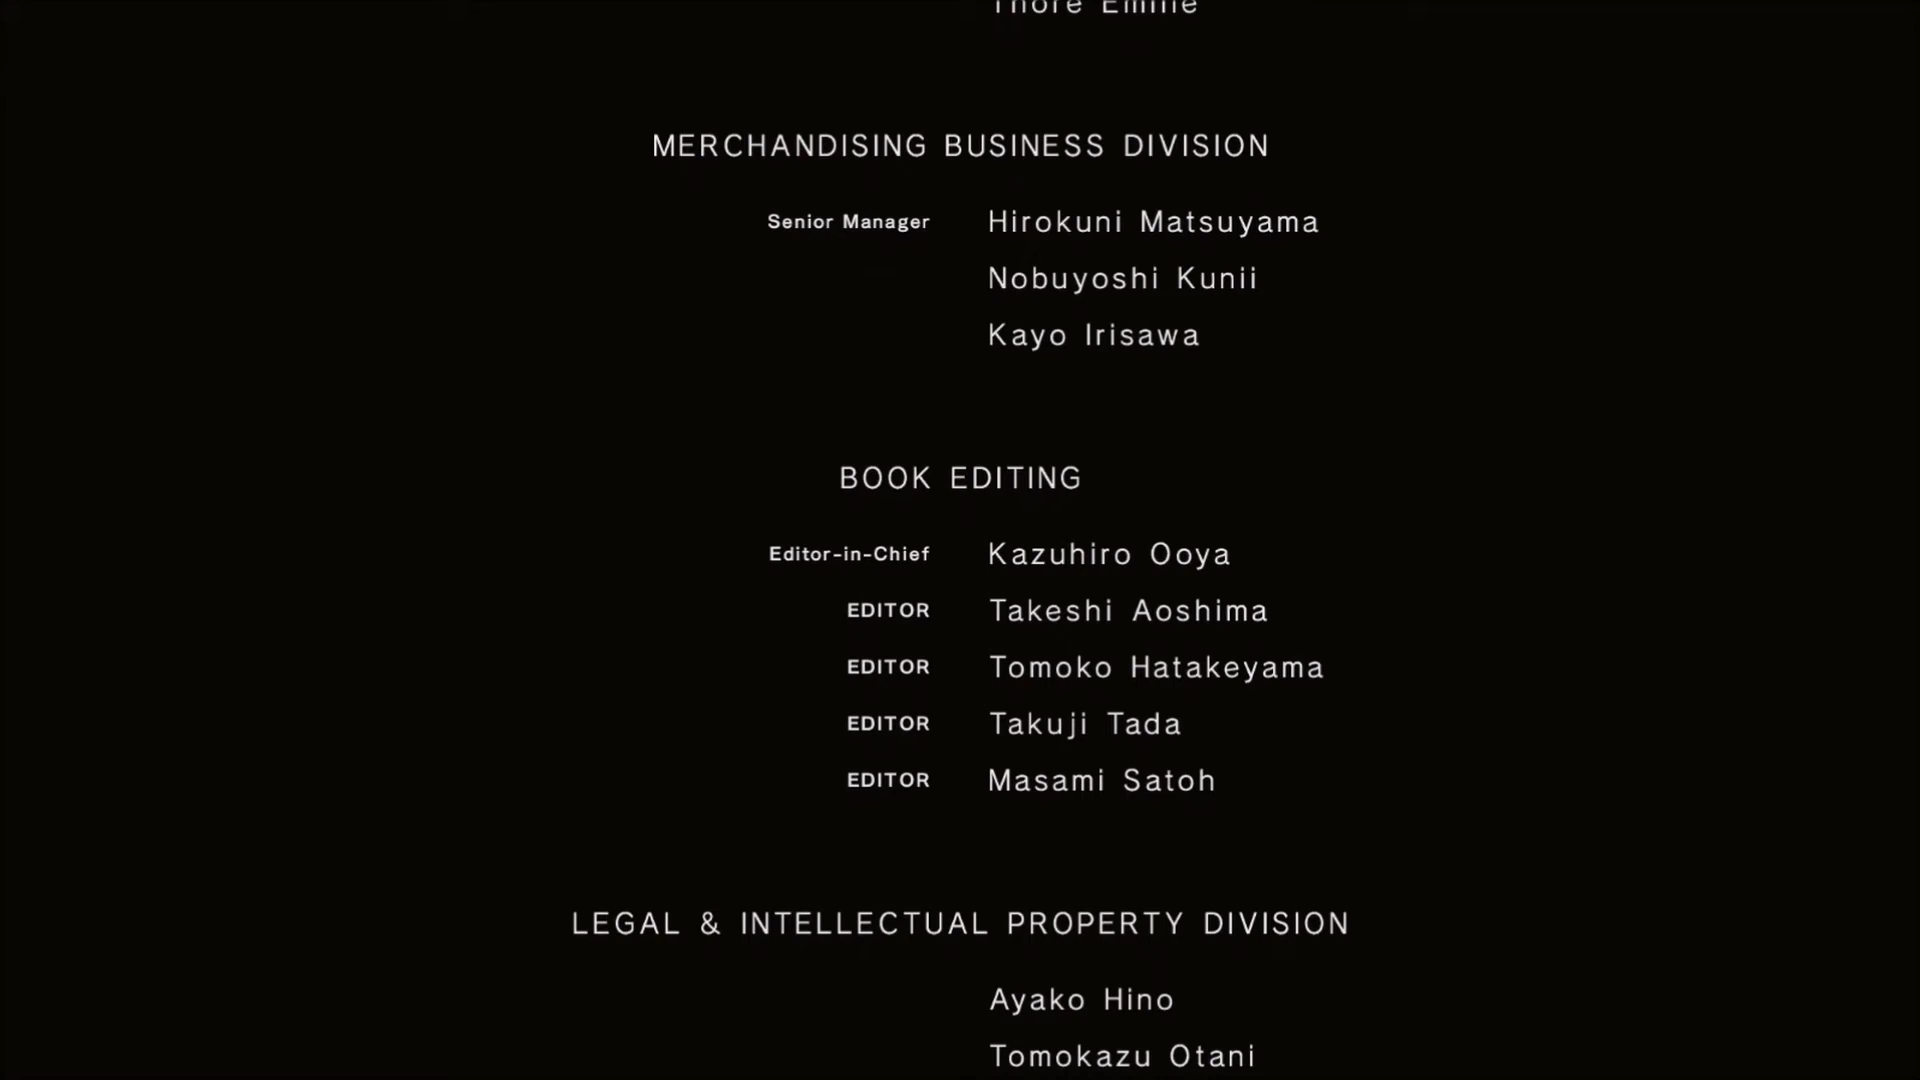 Thore Emilie
MERCHANDISING BUSINESS DIVISION
Senior Manager Hirokuni Matsuyama
Nobuyoshi Kunii
Kayo Irisawa
BOOK EDITING
Editor-in-Chief Kazuhiro Ooya
EDITOR Takeshi Aoshima
EDITOR Tomoko Hatakeyama
EDITOR Takuji Tada
EDITOR Masami Satoh
LEGAL & INTELLECTUAL PROPERTY DIVISION
Ayako Hino
Tomokazu Otani